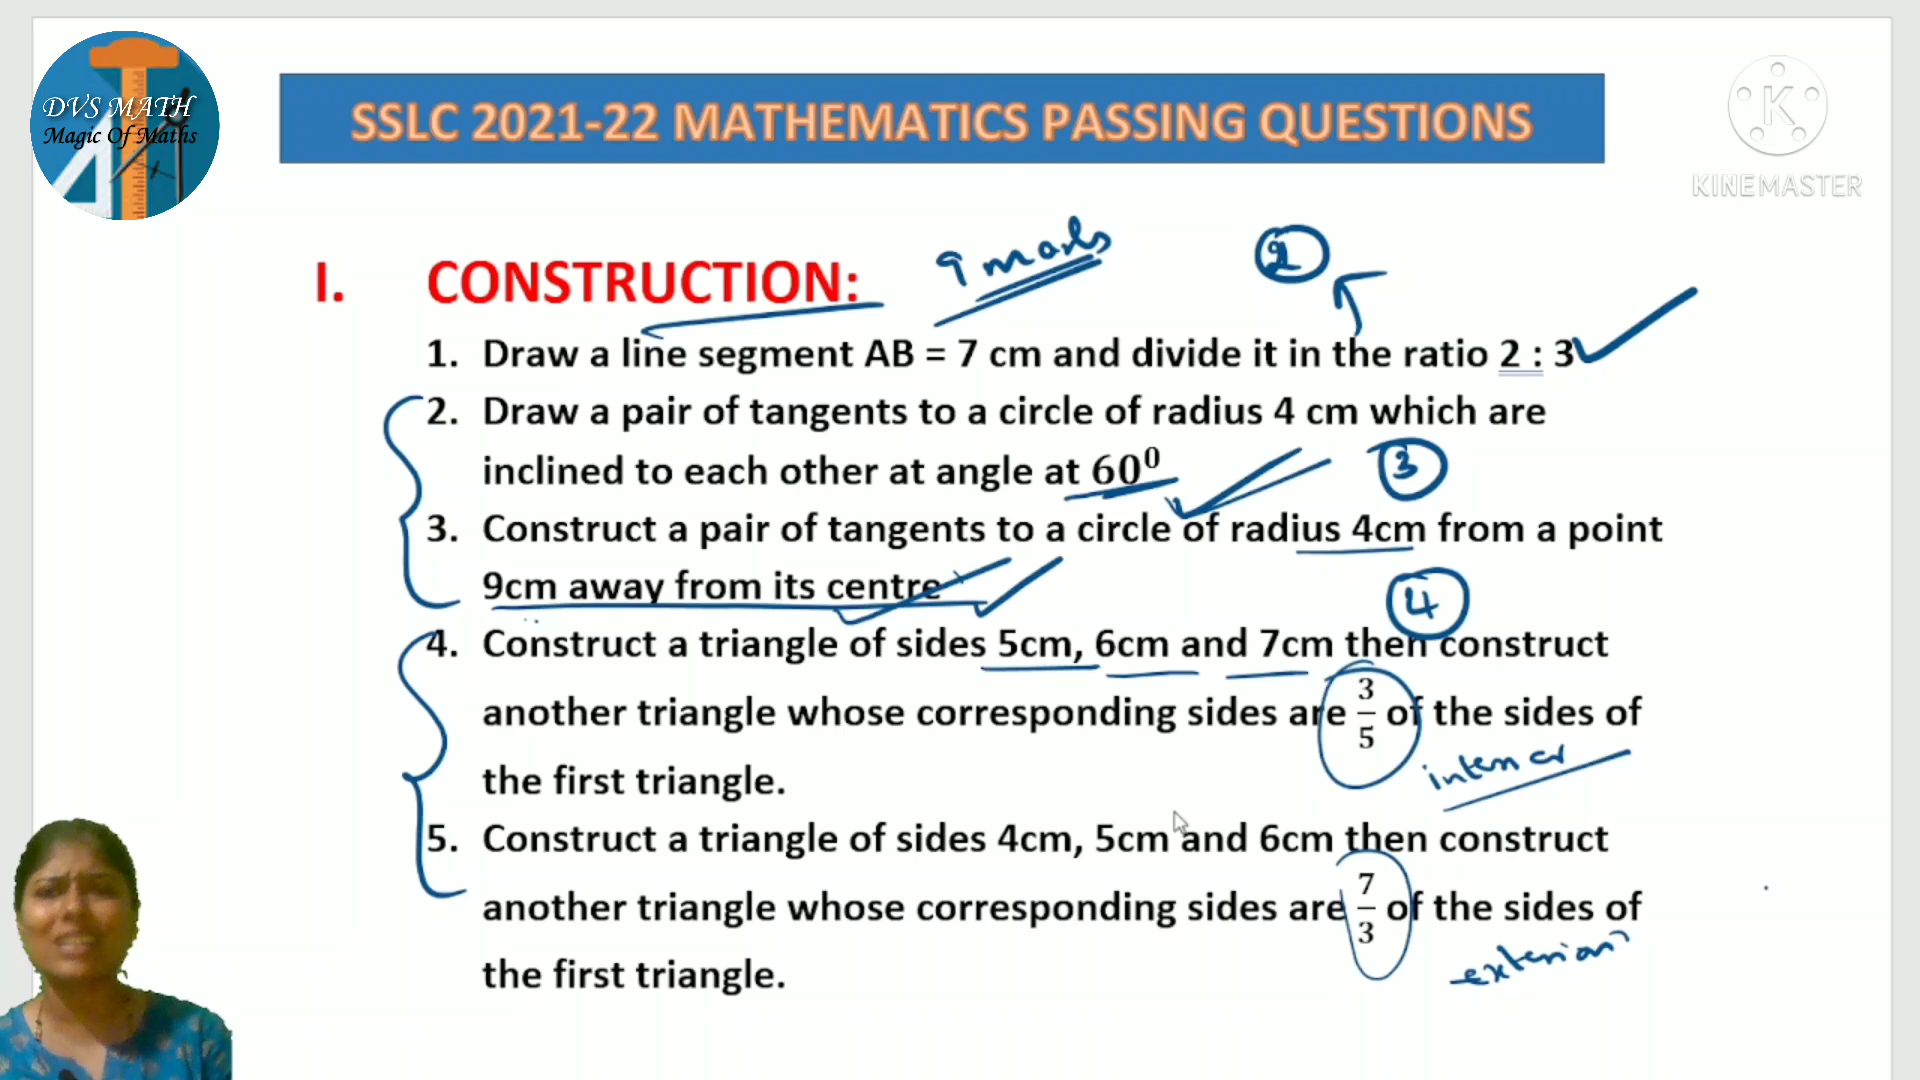 DVS MATH
Magic Of Maths
SSLC 2021-22 MATHEMATICS PASSING QUESTIONS
K
KINEMASTER
I. CONSTRUCTION:
9 marks
2
1. Draw a line segment AB = 7 cm and divide it in the ratio 2 : 3
2. Draw a pair of tangents to a circle of radius 4 cm which are
inclined to each other at angle at 60⁰
3
3. Construct a pair of tangents to a circle of radius 4cm from a point
9cm away from its centre
4
4. Construct a triangle of sides 5cm, 6cm and 7cm then construct
another triangle whose corresponding sides are 3/5 of the sides of
the first triangle.
5. Construct a triangle of sides 4cm, 5cm and 6cm then construct
another triangle whose corresponding sides are 7/3 of the sides of
the first triangle.